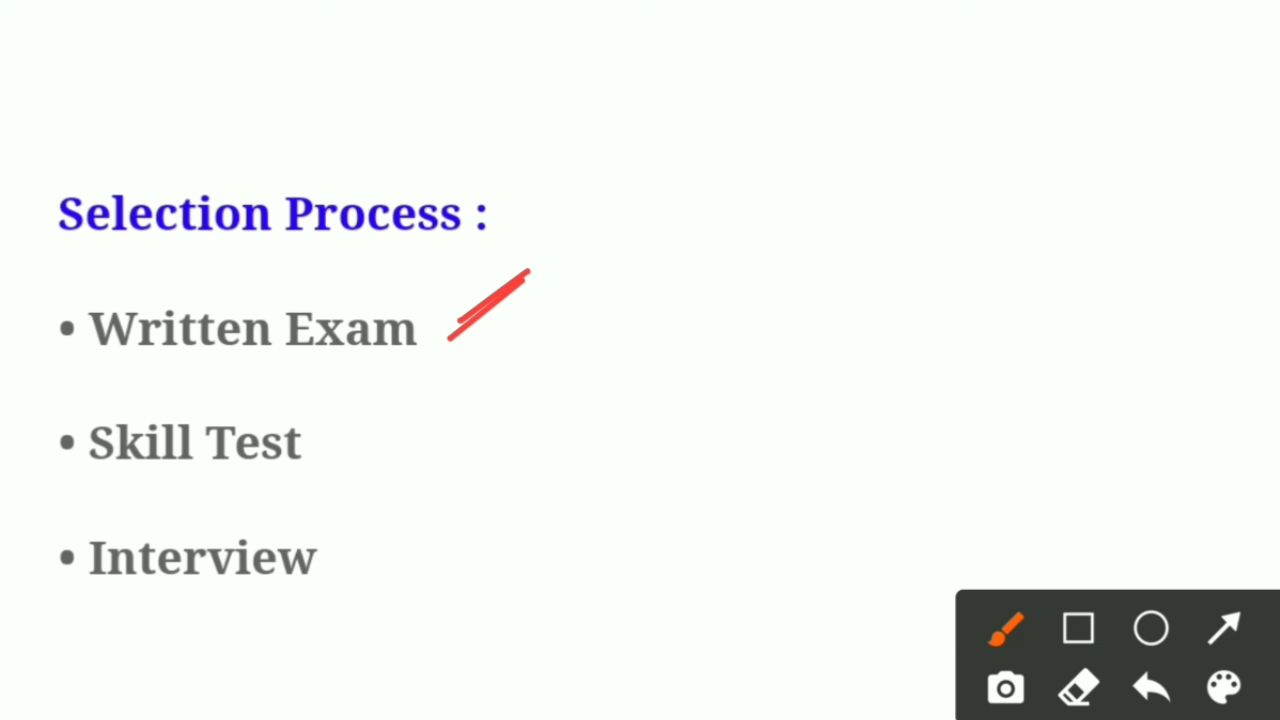 Selection Process :
• Written Exam
• Skill Test
• Interview